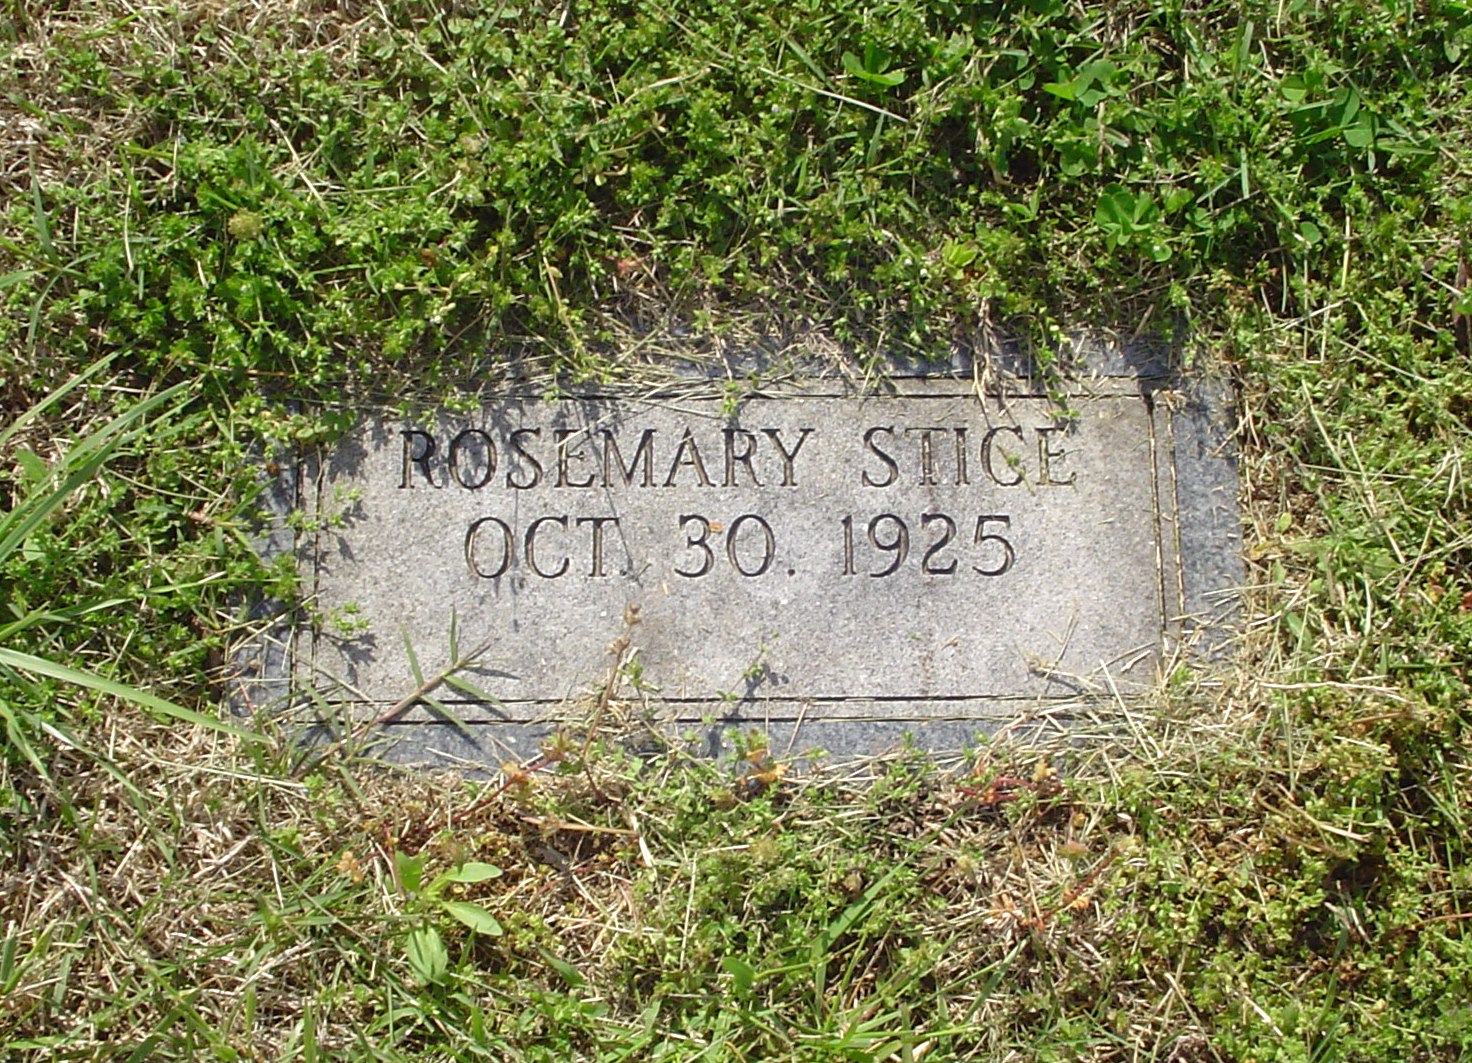 ROSEMARY STICE
OCT. 30. 1925